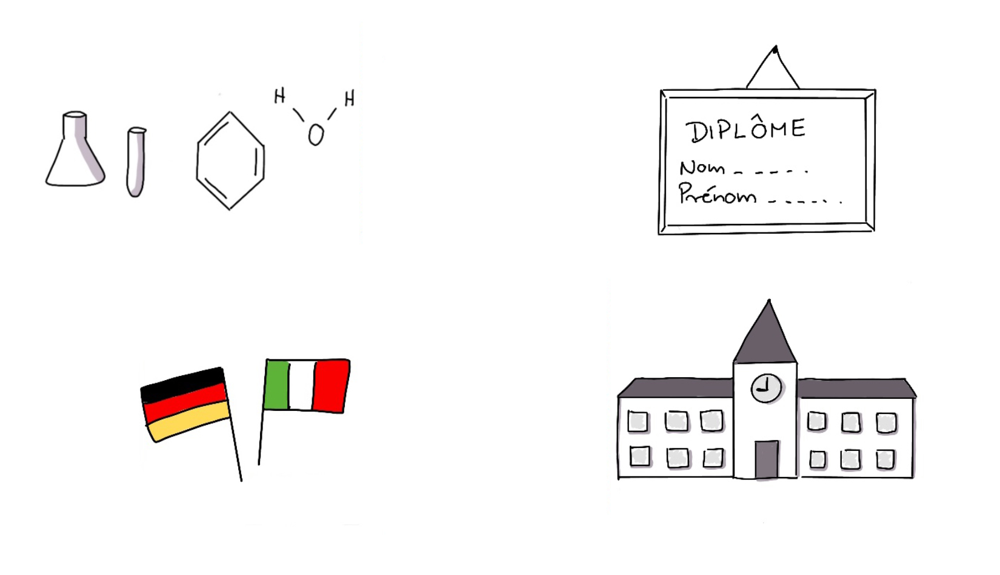 H H
O
DIPLÔME
Nom - - - - .
Prénom - - - - . .